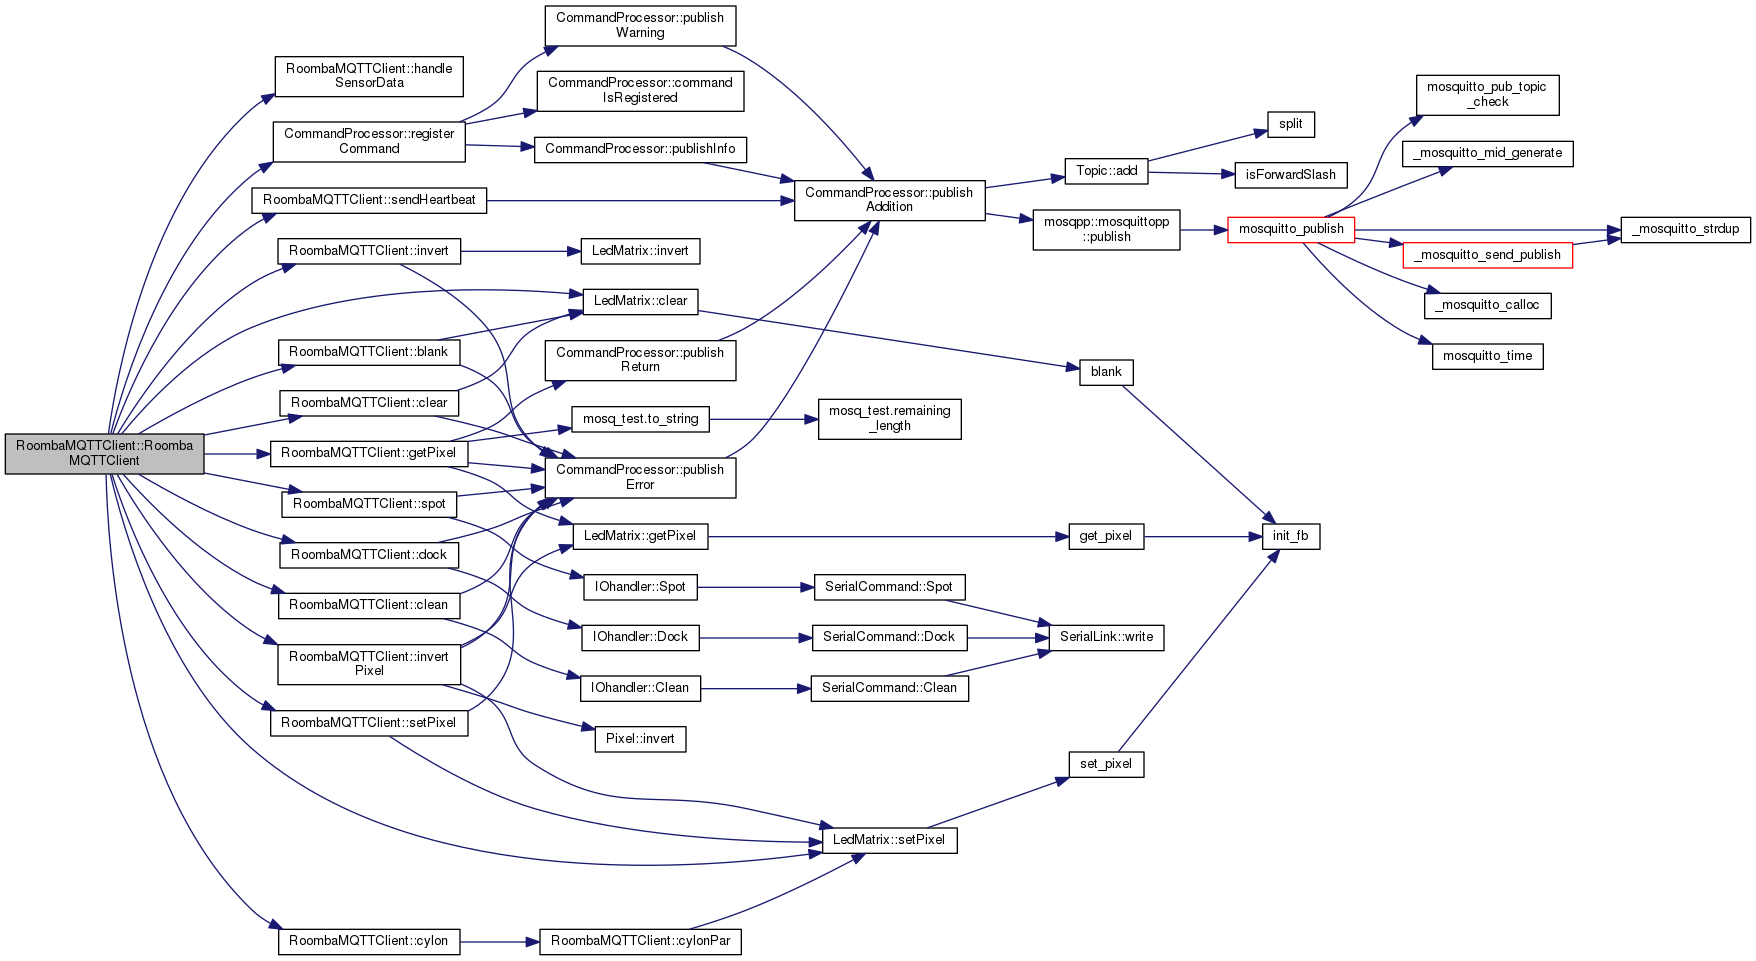 RoombaMQTTClient::Roomba
MQTTClient
RoombaMQTTClient::handle
SensorData
CommandProcessor::register
Command
RoombaMQTTClient::sendHeartbeat
RoombaMQTTClient::invert
RoombaMQTTClient::blank
RoombaMQTTClient::clear
RoombaMQTTClient::getPixel
RoombaMQTTClient::spot
RoombaMQTTClient::dock
RoombaMQTTClient::clean
RoombaMQTTClient::invert
Pixel
RoombaMQTTClient::setPixel
RoombaMQTTClient::cylon
CommandProcessor::publish
Warning
CommandProcessor::command
IsRegistered
CommandProcessor::publishInfo
LedMatrix::invert
LedMatrix::clear
CommandProcessor::publish
Return
mosq_test.to_string
CommandProcessor::publish
Error
LedMatrix::getPixel
IOhandler::Spot
IOhandler::Dock
IOhandler::Clean
Pixel::invert
RoombaMQTTClient::cylonPar
CommandProcessor::publish
Addition
mosq_test.remaining
_length
SerialCommand::Spot
SerialCommand::Dock
SerialCommand::Clean
LedMatrix::setPixel
Topic::add
mosqpp::mosquittopp
::publish
blank
get_pixel
SerialLink::write
set_pixel
split
isForwardSlash
mosquitto_publish
init_fb
mosquitto_pub_topic
_check
_mosquitto_mid_generate
_mosquitto_send_publish
_mosquitto_calloc
mosquitto_time
_mosquitto_strdup